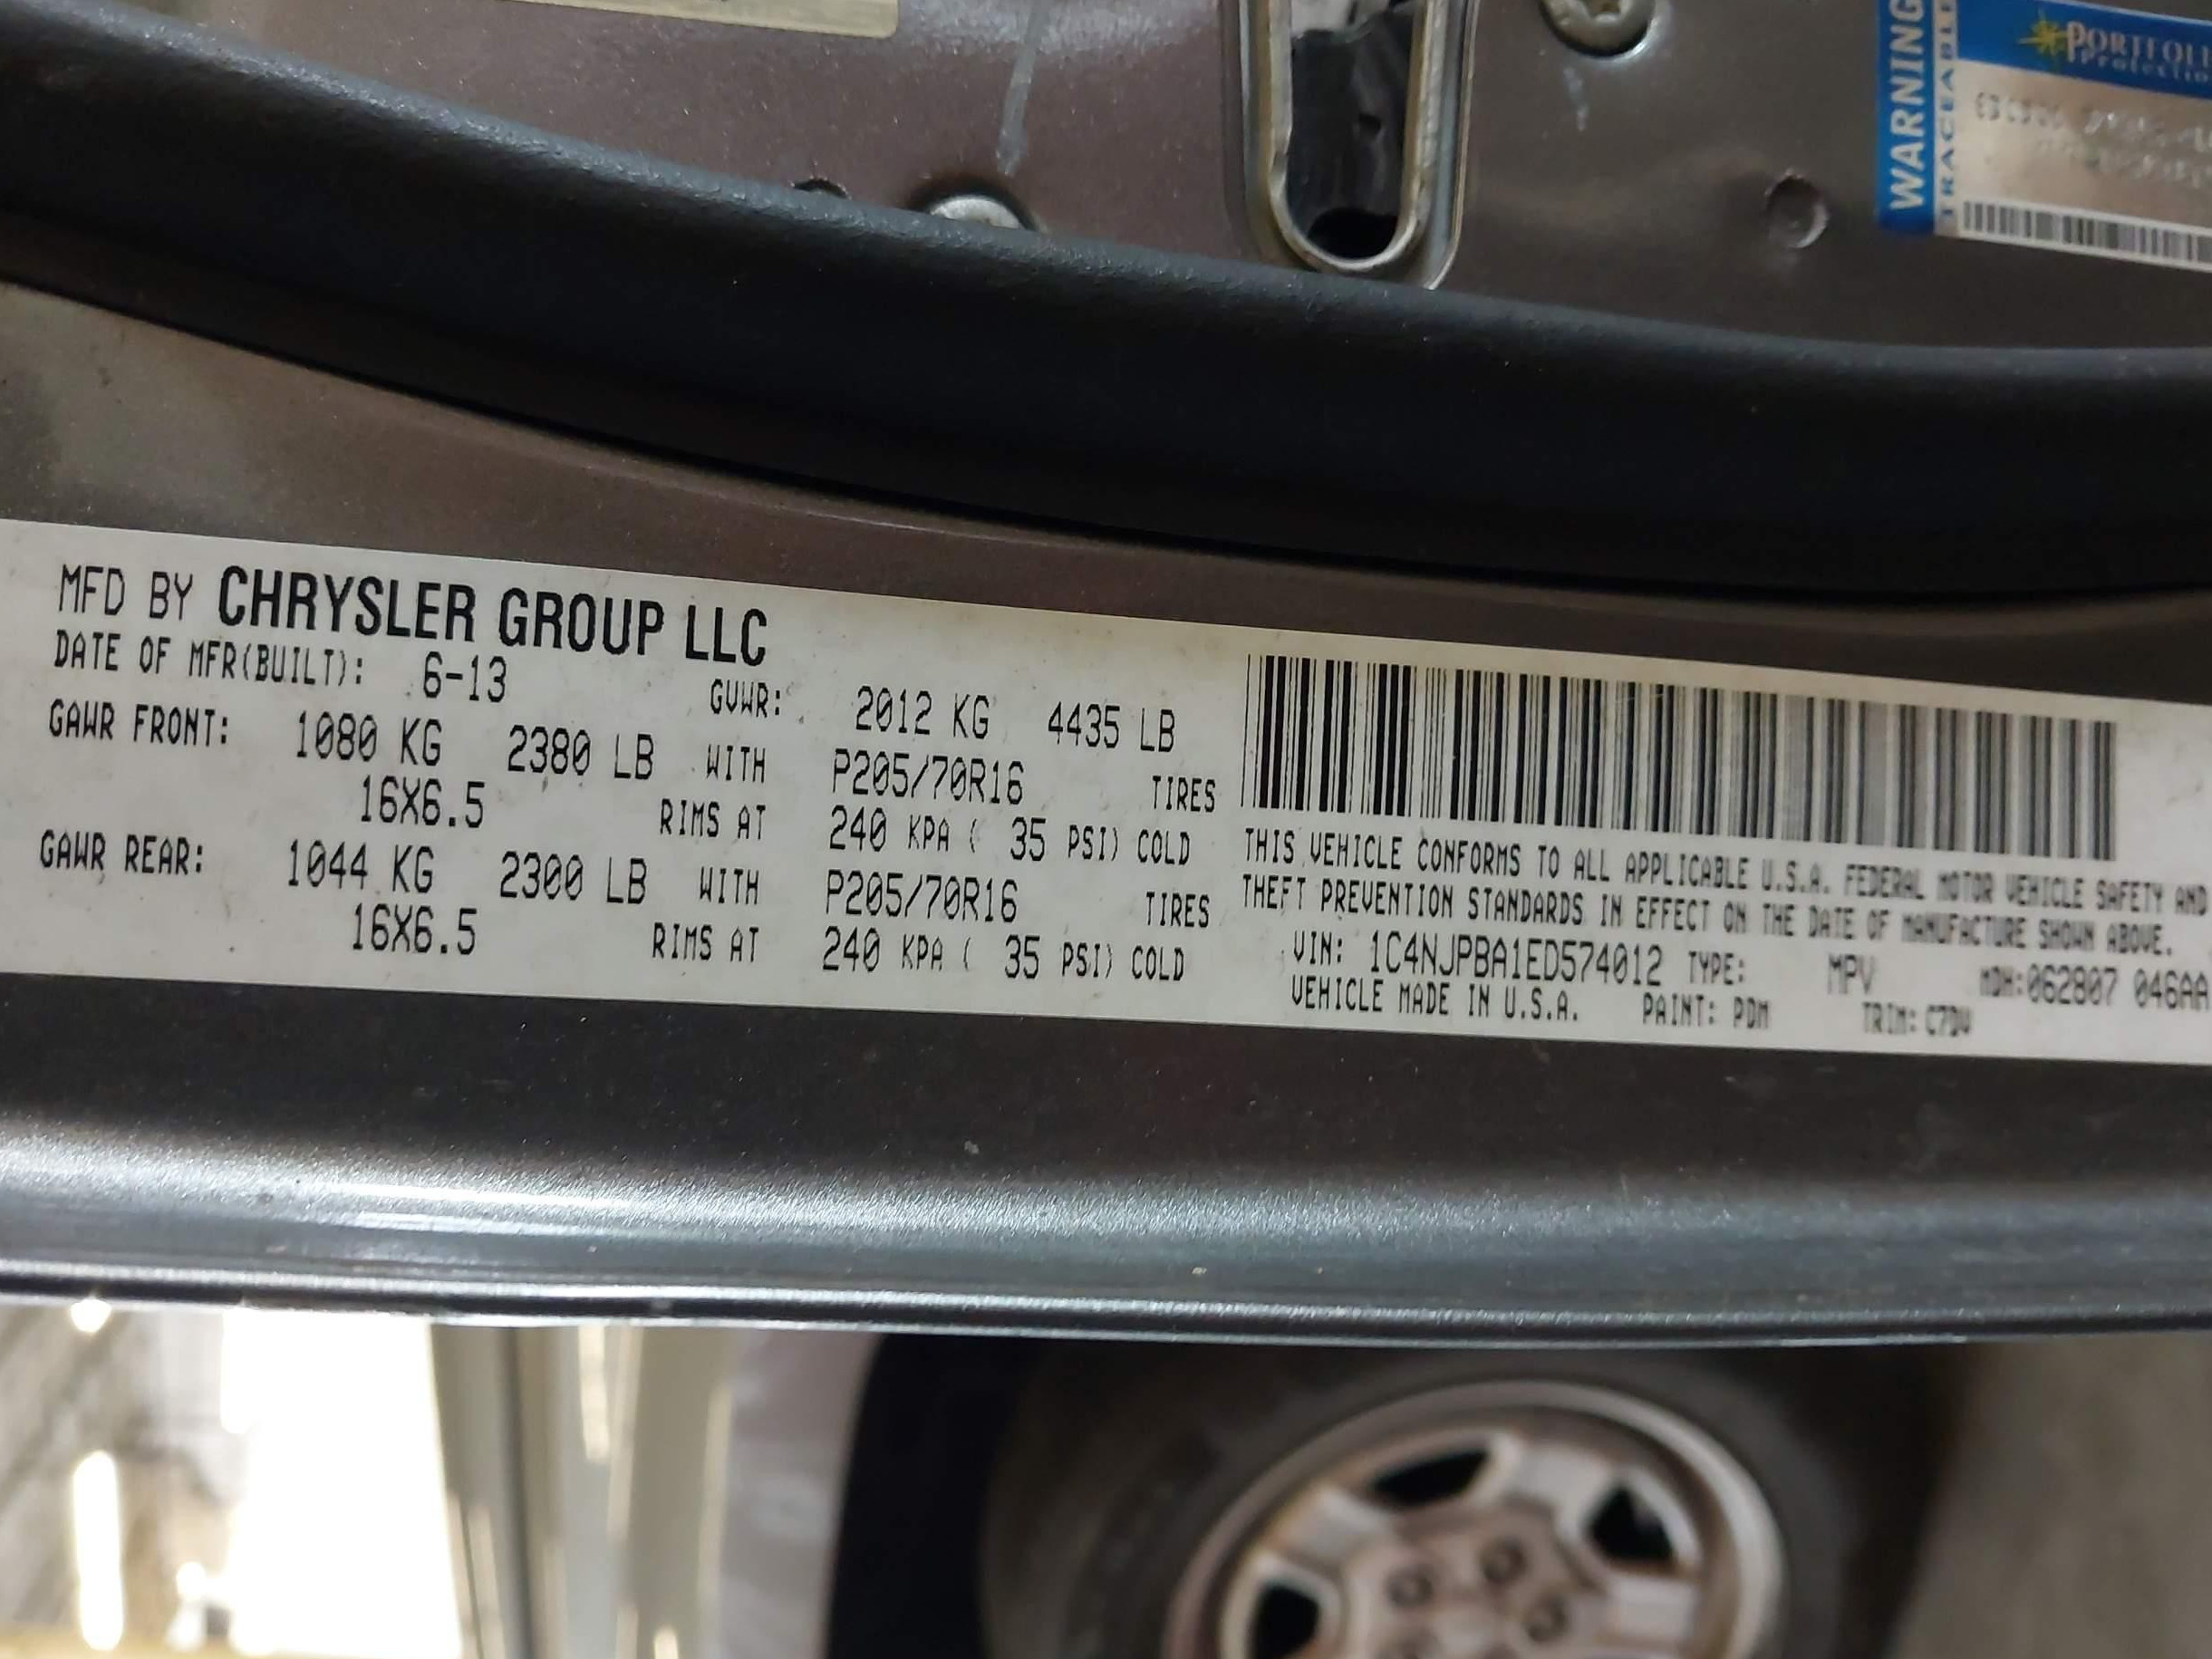 WARNING
TRACEABLE
PORTFOLI
Protectio
MFD BY CHRYSLER GROUP LLC
DATE OF MFR(BUILT): 6-13 GVWR: 2012 KG 4435 LB
GAWR FRONT: 1080 KG 2380 LB WITH P205/70R16 TIRES
16X6.5 RIMS AT 240 KPA ( 35 PSI) COLD
GAWR REAR: 1044 KG 2300 LB WITH P205/70R16 TIRES
16X6.5 RIMS AT 240 KPA ( 35 PSI) COLD
THIS VEHICLE CONFORMS TO ALL APPLICABLE U.S.A. FEDERAL MOTOR VEHICLE SAFETY AND
THEFT PREVENTION STANDARDS IN EFFECT ON THE DATE OF MANUFACTURE SHOWN ABOVE.
VIN: 1C4NJPBA1ED574012 TYPE: MPV MDH:062807 046AA
VEHICLE MADE IN U.S.A. PAINT: PDM TRIM: C7DV